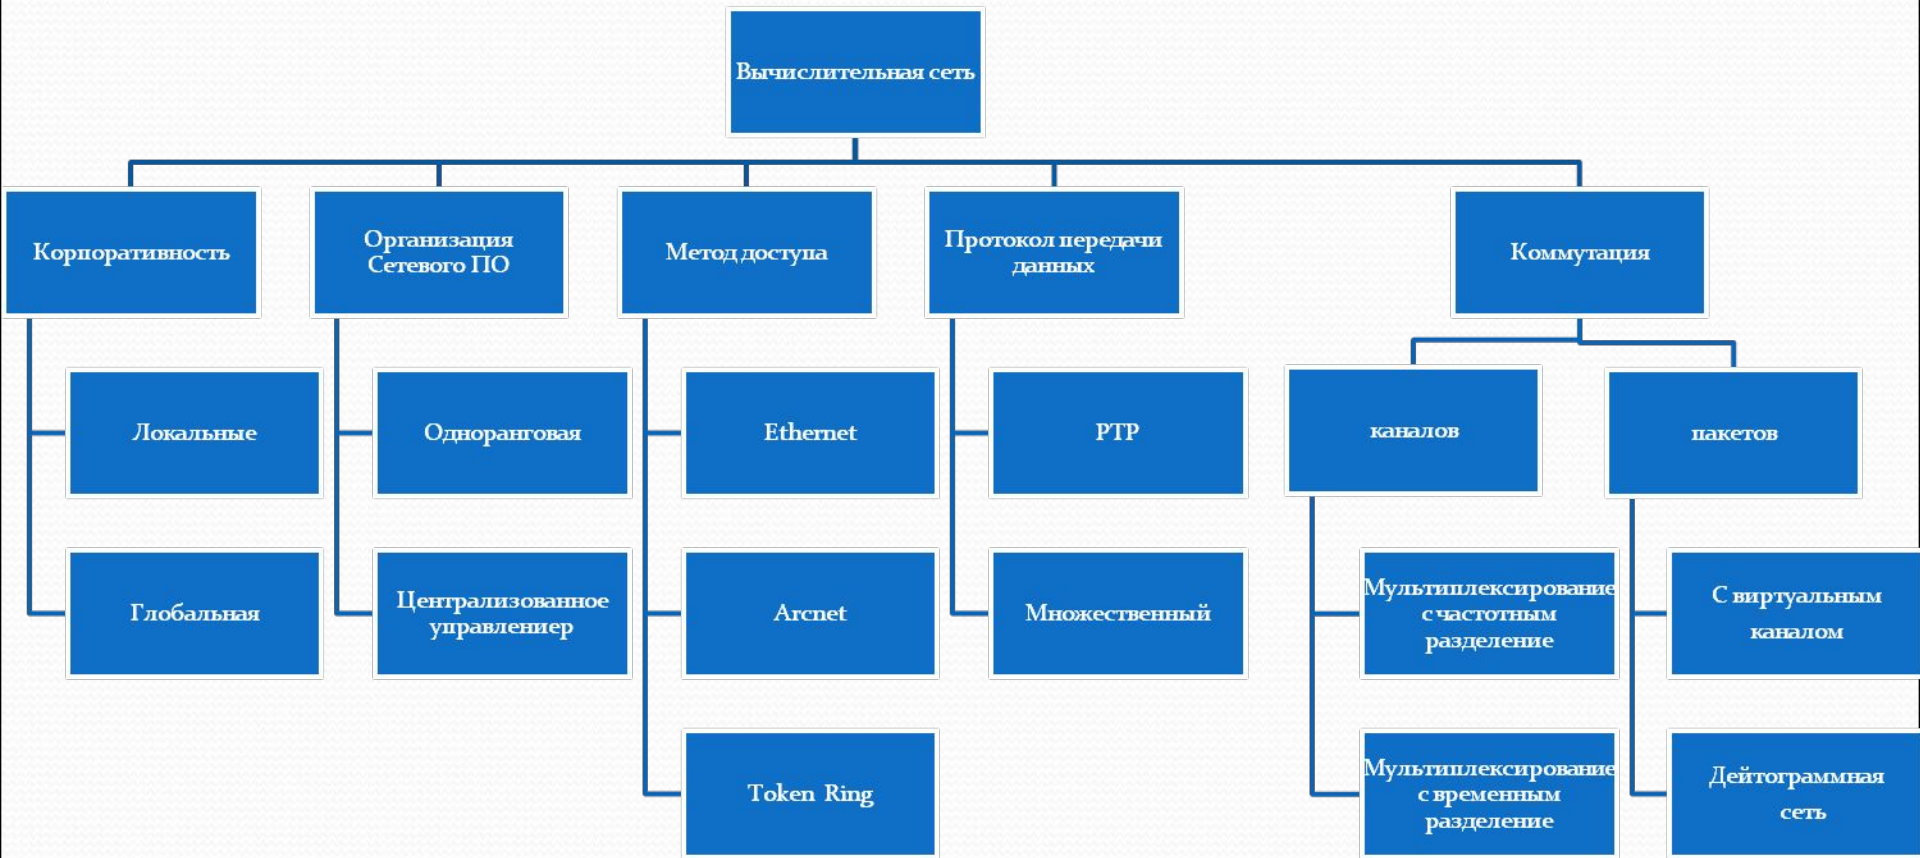 Вычислительная сеть
Корпоративность
Организация
Сетевого ПО
Метод доступа
Протокол передачи
данных
Коммутация
Локальные
Одноранговая
Ethernet
PTP
каналов
пакетов
Глобальная
Централизованное
управлениер
Arcnet
Множественный
Мультиплексирование
с частотным
разделение
С виртуальным
каналом
Token Ring
Мультиплексирование
с временным
разделение
Дейтограммная
сеть